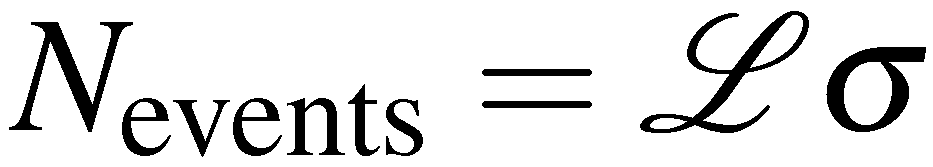 N_events = ℒ σ